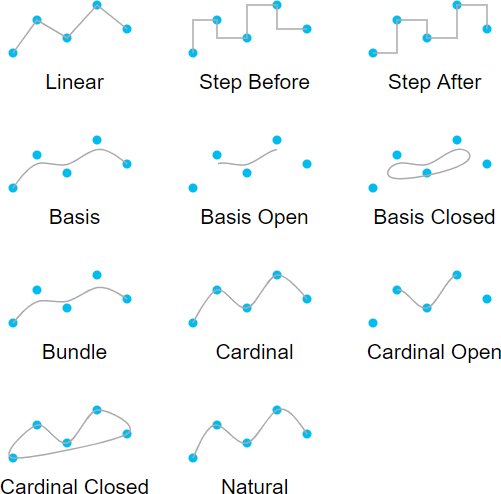 Linear
Step Before
Step After
Basis
Basis Open
Basis Closed
Bundle
Cardinal
Cardinal Open
Cardinal Closed
Natural